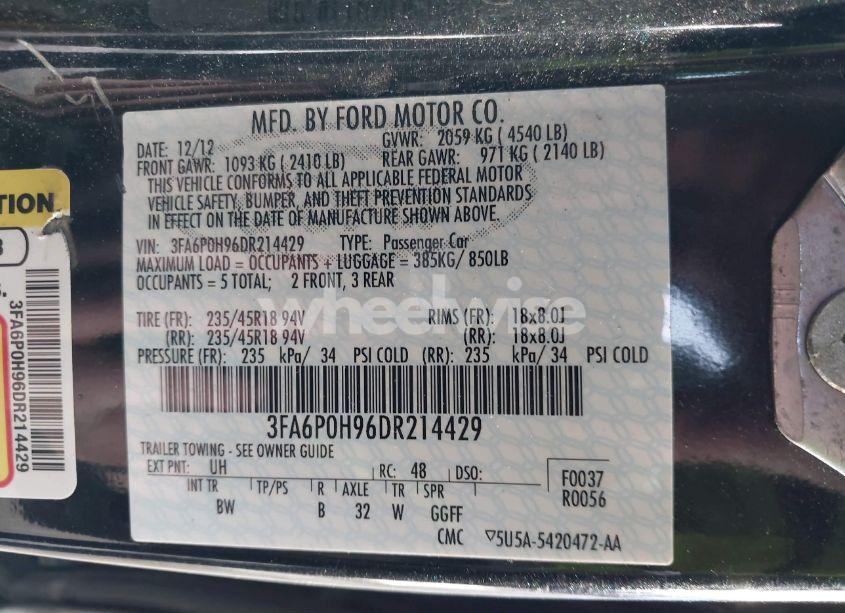 MFD. BY FORD MOTOR CO.
DATE: 12/12 GVWR: 2059 KG ( 4540 LB)
FRONT GAWR: 1093 KG ( 2410 LB) REAR GAWR: 971 KG ( 2140 LB)
THIS VEHICLE CONFORMS TO ALL APPLICABLE FEDERAL MOTOR
VEHICLE SAFETY, BUMPER, AND THEFT PREVENTION STANDARDS
IN EFFECT ON THE DATE OF MANUFACTURE SHOWN ABOVE.
VIN: 3FA6P0H96DR214429 TYPE: Passenger Car
MAXIMUM LOAD = OCCUPANTS + LUGGAGE = 385KG/ 850LB
OCCUPANTS = 5 TOTAL; 2 FRONT, 3 REAR
wheelwise
TIRE (FR): 235/45R18 94V RIMS (FR): 18x8.0J
(RR): 235/45R18 94V (RR): 18x8.0J
PRESSURE (FR): 235 kPa/ 34 PSI COLD (RR): 235 kPa/ 34 PSI COLD
3FA6P0H96DR214429
TRAILER TOWING - SEE OWNER GUIDE
EXT PNT: UH RC: 48 DSO: F0037
INT TR TP/PS R AXLE TR SPR R0056
BW B 32 W GGFF
CMC ▽5U5A-5420472-AA
TION
3FA6P0H96DR214429